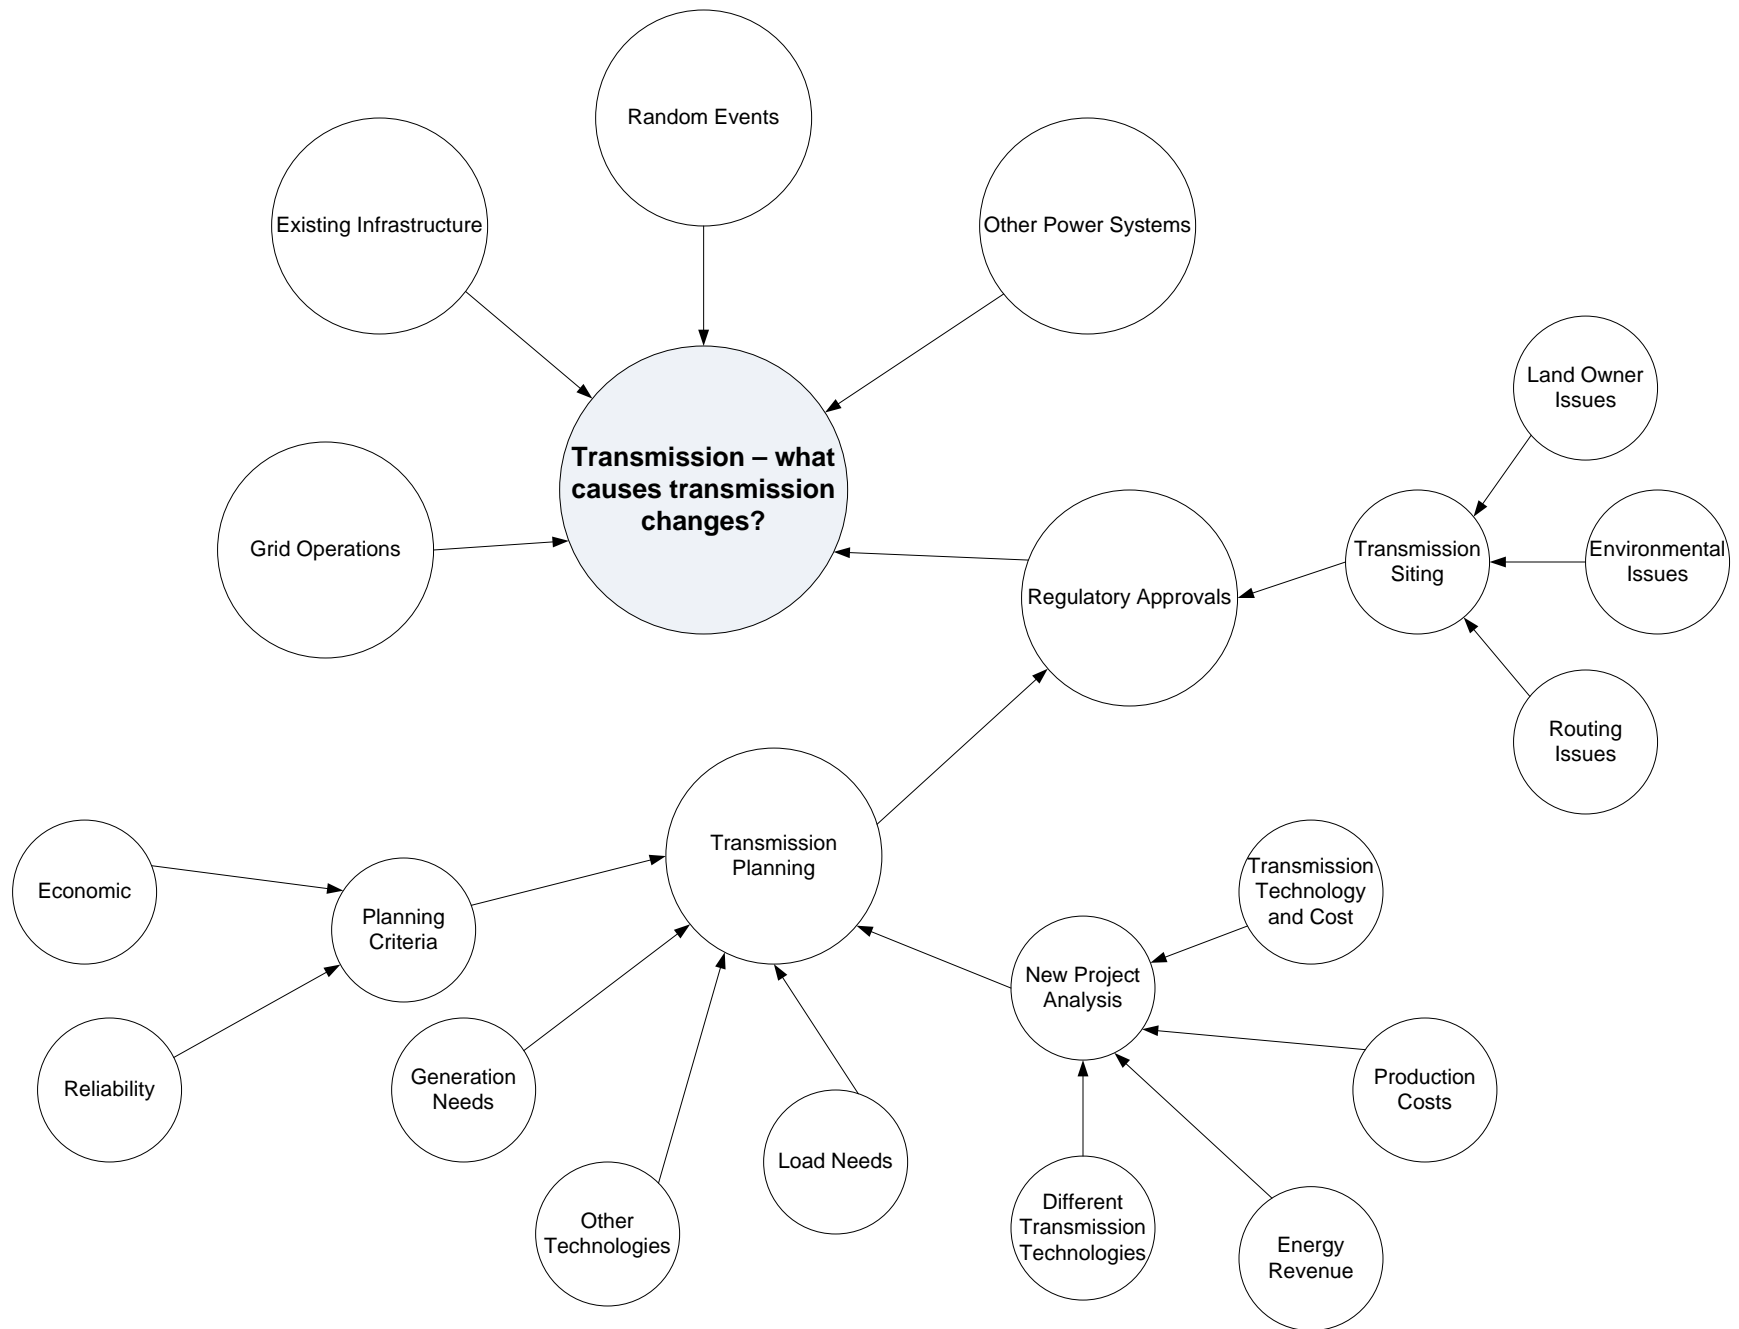 Random Events
Existing Infrastructure
Other Power Systems
Land Owner
Issues
Transmission – what
causes transmission
changes?
Grid Operations
Transmission
Siting
Environmental
Issues
Regulatory Approvals
Routing
Issues
Transmission
Planning
Transmission
Technology
and Cost
Economic
Planning
Criteria
New Project
Analysis
Reliability
Generation
Needs
Production
Costs
Load Needs
Other
Technologies
Different
Transmission
Technologies
Energy
Revenue